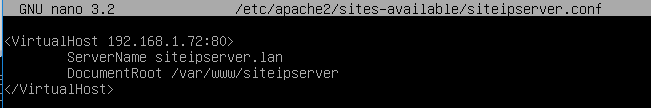 GNU nano 3.2 /etc/apache2/sites-available/siteipserver.conf
<VirtualHost 192.168.1.72:80>
ServerName siteipserver.lan
DocumentRoot /var/www/siteipserver
</VirtualHost>